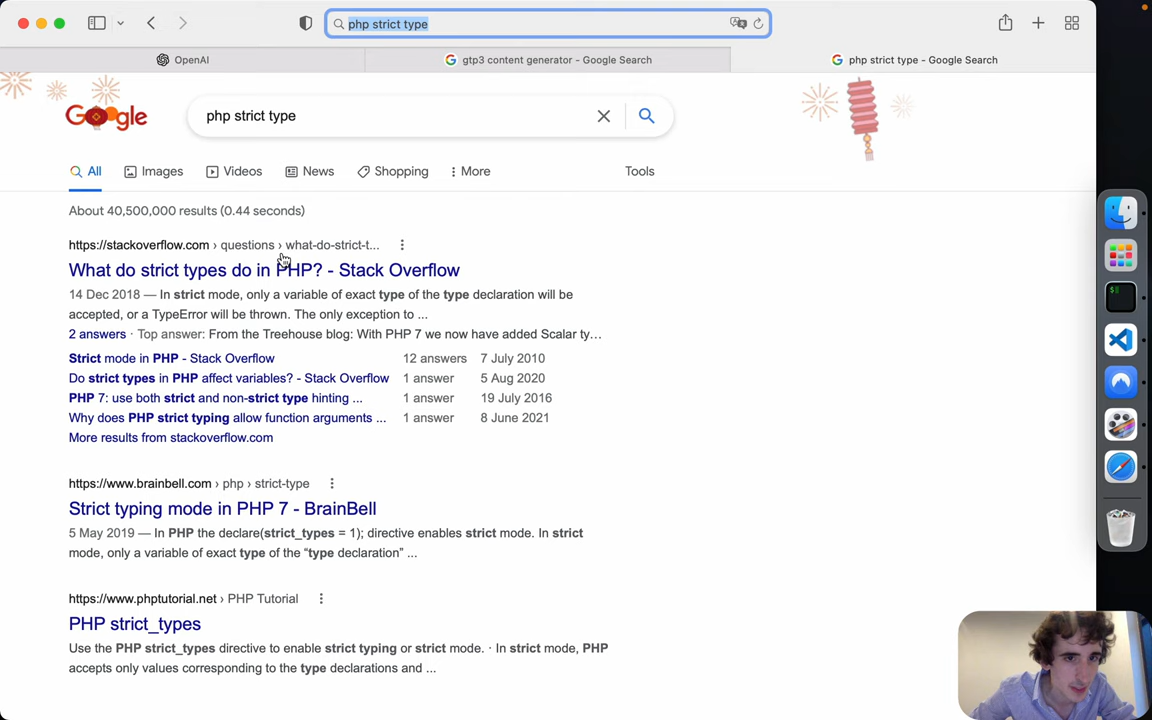 php strict type
OpenAI
gtp3 content generator - Google Search
php strict type - Google Search
Google
php strict type
All
Images
Videos
News
Shopping
More
Tools
About 40,500,000 results (0.44 seconds)
https://stackoverflow.com › questions › what-do-strict-t...
What do strict types do in PHP? - Stack Overflow
14 Dec 2018 — In strict mode, only a variable of exact type of the type declaration will be
accepted, or a TypeError will be thrown. The only exception to ...
2 answers · Top answer: From the Treehouse blog: With PHP 7 we now have added Scalar ty...
Strict mode in PHP - Stack Overflow 12 answers 7 July 2010
Do strict types in PHP affect variables? - Stack Overflow 1 answer 5 Aug 2020
PHP 7: use both strict and non-strict type hinting ... 1 answer 19 July 2016
Why does PHP strict typing allow function arguments ... 1 answer 8 June 2021
More results from stackoverflow.com
https://www.brainbell.com › php › strict-type
Strict typing mode in PHP 7 - BrainBell
5 May 2019 — In PHP the declare(strict_types = 1); directive enables strict mode. In strict
mode, only a variable of exact type of the “type declaration” ...
https://www.phptutorial.net › PHP Tutorial
PHP strict_types
Use the PHP strict_types directive to enable strict typing or strict mode. · In strict mode, PHP
accepts only values corresponding to the type declarations and ...